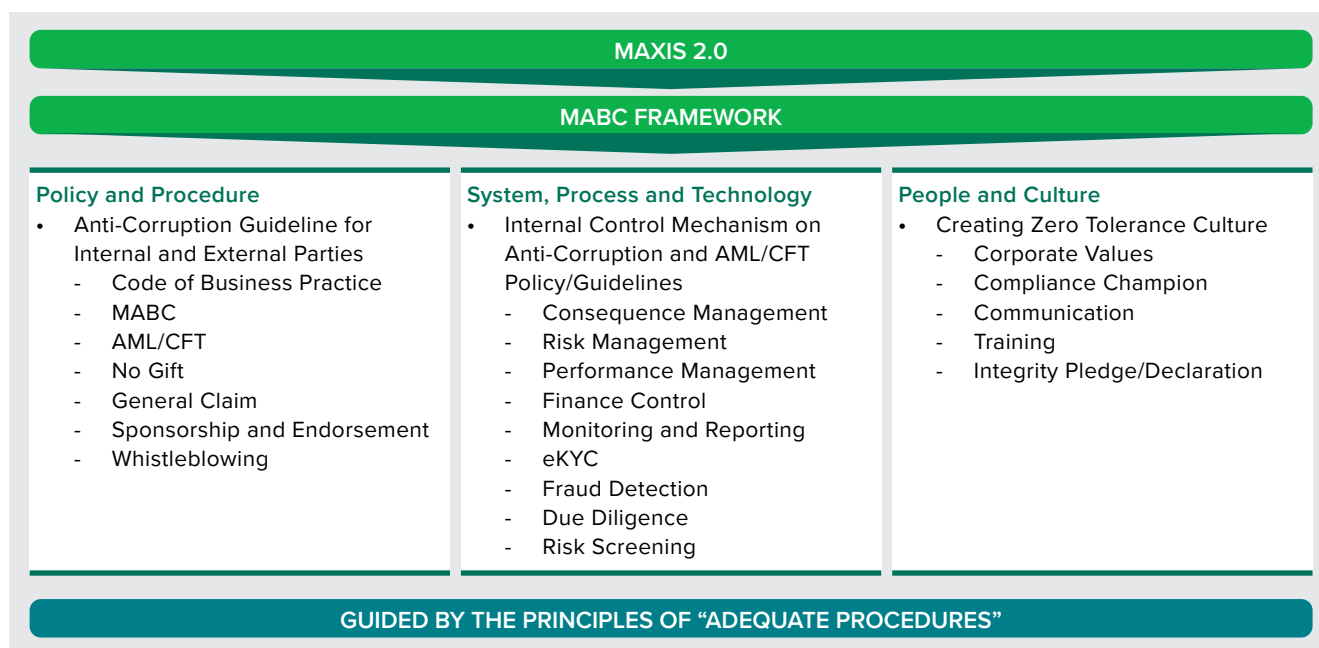 MAXIS 2.0
MABC FRAMEWORK
Policy and Procedure
• Anti-Corruption Guideline for
Internal and External Parties
- Code of Business Practice
- MABC
- AML/CFT
- No Gift
- General Claim
- Sponsorship and Endorsement
- Whistleblowing
System, Process and Technology
• Internal Control Mechanism on
Anti-Corruption and AML/CFT
Policy/Guidelines
- Consequence Management
- Risk Management
- Performance Management
- Finance Control
- Monitoring and Reporting
- eKYC
- Fraud Detection
- Due Diligence
- Risk Screening
People and Culture
• Creating Zero Tolerance Culture
- Corporate Values
- Compliance Champion
- Communication
- Training
- Integrity Pledge/Declaration
GUIDED BY THE PRINCIPLES OF “ADEQUATE PROCEDURES”